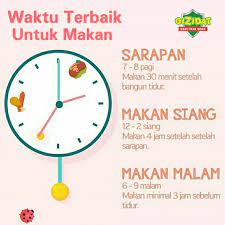 Waktu Terbaik
Untuk Makan
GIZIDAT
SARAPAN
7 - 8 pagi
Makan 30 menit setelah
bangun tidur.
MAKAN SIANG
12 - 2 siang
Makan 4 jam setelah setelah
sarapan.
MAKAN MALAM
6 - 9 malam
Makan minimal 3 jam sebelum
tidur.